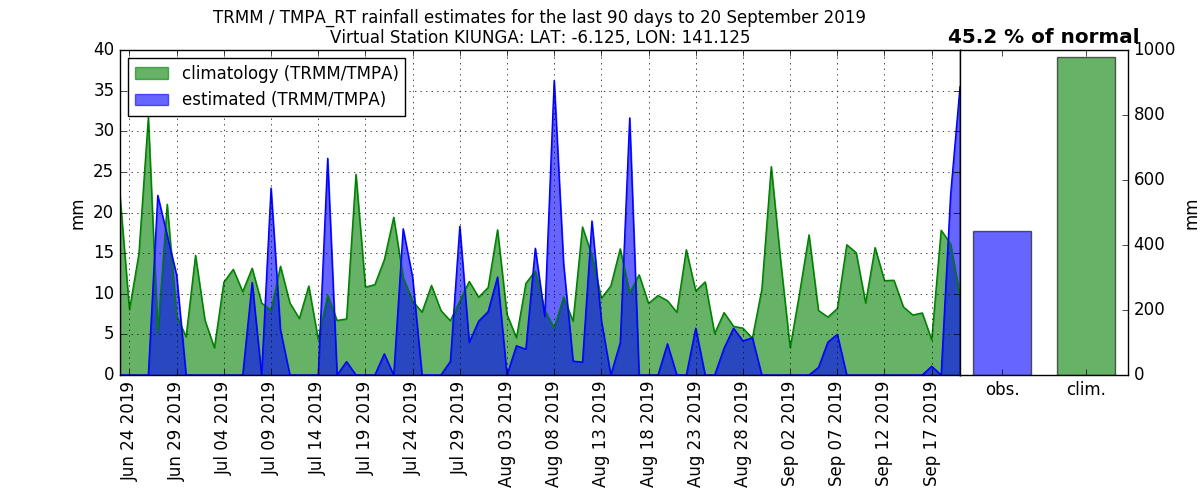 TRMM / TMPA_RT rainfall estimates for the last 90 days to 20 September 2019
Virtual Station KIUNGA: LAT: -6.125, LON: 141.125
45.2 % of normal
climatology (TRMM/TMPA)
estimated (TRMM/TMPA)
mm
40
35
30
25
20
15
10
5
0
Jun 24 2019
Jun 29 2019
Jul 04 2019
Jul 09 2019
Jul 14 2019
Jul 19 2019
Jul 24 2019
Jul 29 2019
Aug 03 2019
Aug 08 2019
Aug 13 2019
Aug 18 2019
Aug 23 2019
Aug 28 2019
Sep 02 2019
Sep 07 2019
Sep 12 2019
Sep 17 2019
obs.
clim.
1000
800
600
400
200
0
mm